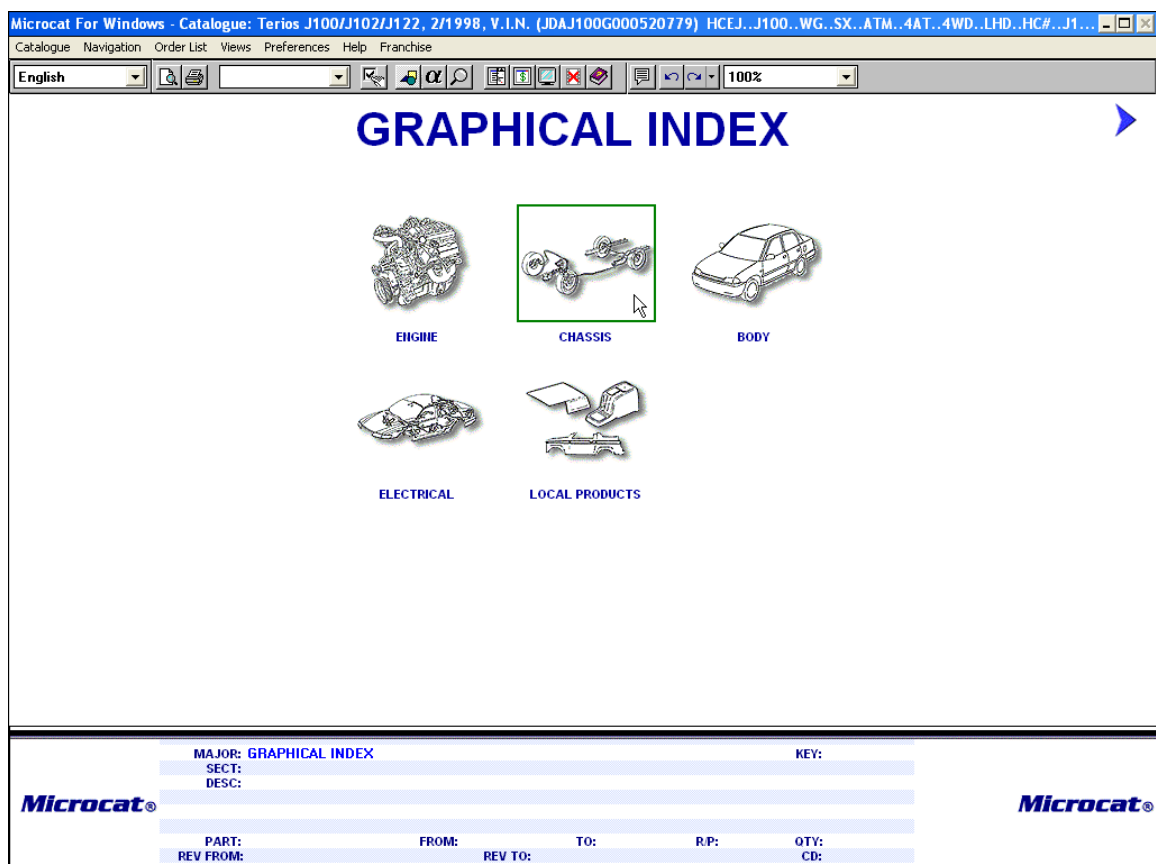 Microcat For Windows - Catalogue: Terios J100/J102/J122, 2/1998, V.I.N. (JDAJ100G000520779) HCEJ..J100..WG..SX..ATM..4AT..4WD..LHD..HC#..J1...
Catalogue Navigation Order List Views Preferences Help Franchise
English 100%
GRAPHICAL INDEX
ENGINE CHASSIS BODY
ELECTRICAL LOCAL PRODUCTS
MAJOR: GRAPHICAL INDEX KEY:
SECT:
DESC:
Microcat® Microcat®
PART: FROM: TO: R/P: QTY:
REV FROM: REV TO: CD: